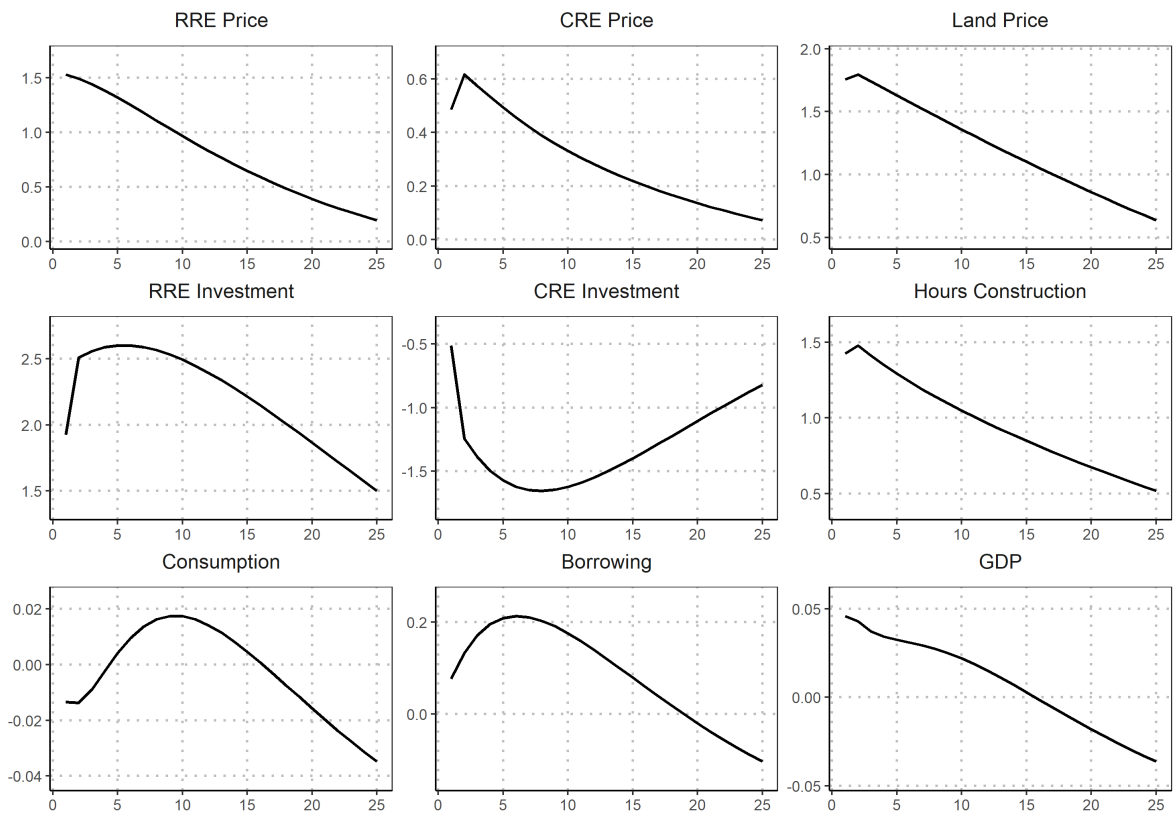 RRE Price
CRE Price
Land Price
1.5
1.0
0.5
0.0
0 5 10 15 20 25
0.6
0.4
0.2
0.0
0 5 10 15 20 25
2.0
1.5
1.0
0.5
0 5 10 15 20 25
RRE Investment
CRE Investment
Hours Construction
2.5
2.0
1.5
0 5 10 15 20 25
-0.5
-1.0
-1.5
0 5 10 15 20 25
1.5
1.0
0.5
0 5 10 15 20 25
Consumption
Borrowing
GDP
0.02
0.00
-0.02
-0.04
0 5 10 15 20 25
0.2
0.0
0 5 10 15 20 25
0.05
0.00
-0.05
0 5 10 15 20 25